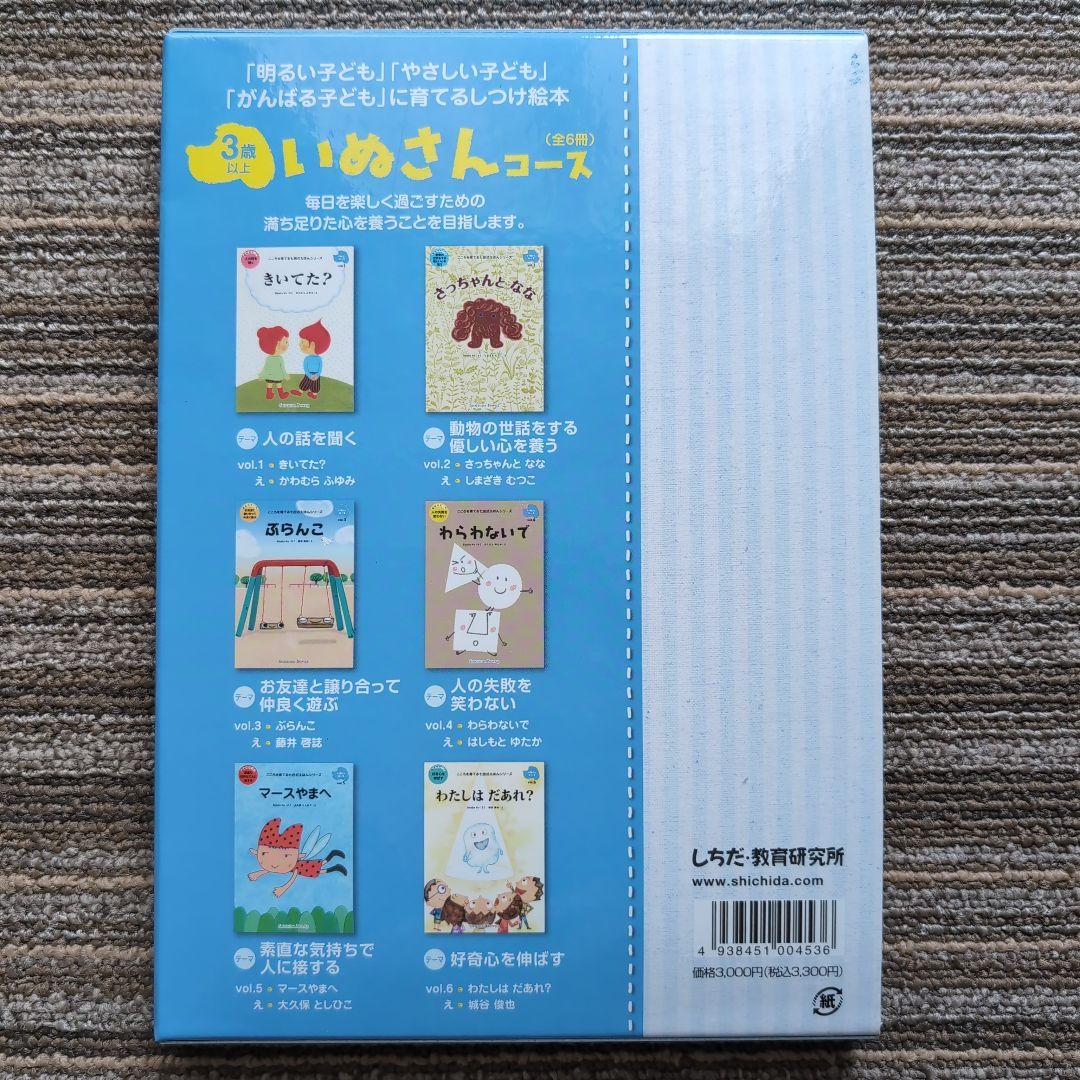 「明るい子ども」「やさしい子ども」
「がんばる子ども」に育てるしつけ絵本
3歳以上
いぬさんコース
(全6冊)
毎日を楽しく過ごすための
満ち足りた心を養うことを目指します。
きいてた?
テーマ 人の話を聞く
vol.1 きいてた?
え かわむら ふゆみ
さっちゃんと なな
テーマ 動物の世話をする
優しい心を養う
vol.2 さっちゃんと なな
え しまざき むつこ
ぶらんこ
テーマ お友達と譲り合って
仲良く遊ぶ
vol.3 ぶらんこ
え 藤井 啓誌
わらわないで
テーマ 人の失敗を
笑わない
vol.4 わらわないで
え はしもと ゆたか
マースやまへ
テーマ 素直な気持ちで
人に接する
vol.5 マースやまへ
え 大久保 としひこ
わたしは だあれ?
テーマ 好奇心を伸ばす
vol.6 わたしは だあれ?
え 城谷 俊也
しちだ・教育研究所
www.shichida.com
4 938451 004536
価格3,000円(税込3,300円)
紙